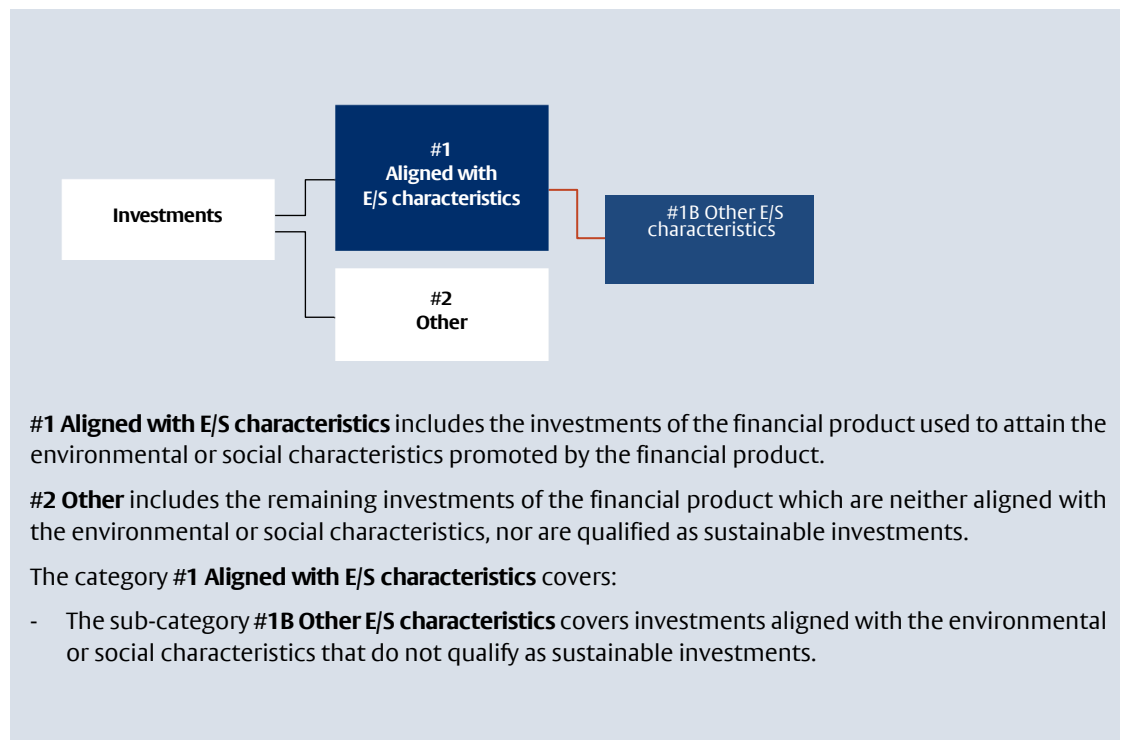 #1
Aligned with
E/S characteristics
Investments
#1B Other E/S
characteristics
#2
Other
#1 Aligned with E/S characteristics includes the investments of the financial product used to attain the
environmental or social characteristics promoted by the financial product.
#2 Other includes the remaining investments of the financial product which are neither aligned with
the environmental or social characteristics, nor are qualified as sustainable investments.
The category #1 Aligned with E/S characteristics covers:
- The sub-category #1B Other E/S characteristics covers investments aligned with the environmental
or social characteristics that do not qualify as sustainable investments.